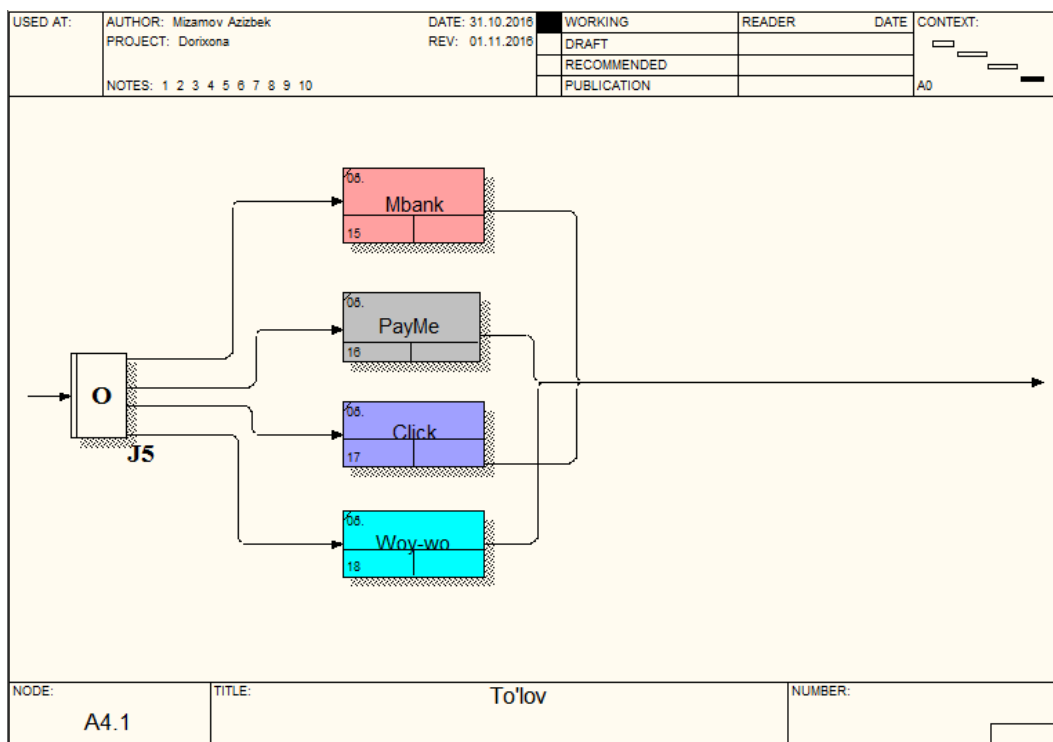 USED AT:
AUTHOR: Mizamov Azizbek
DATE: 31.10.2016
PROJECT: Dorixona
REV: 01.11.2016
NOTES: 1 2 3 4 5 6 7 8 9 10
WORKING
DRAFT
RECOMMENDED
PUBLICATION
READER DATE
CONTEXT:
A0
0б.
Mbank
15
0б.
PayMe
16
O
J5
0б.
Click
17
0б.
Woy-wo
18
NODE:
A4.1
TITLE:
To'lov
NUMBER: